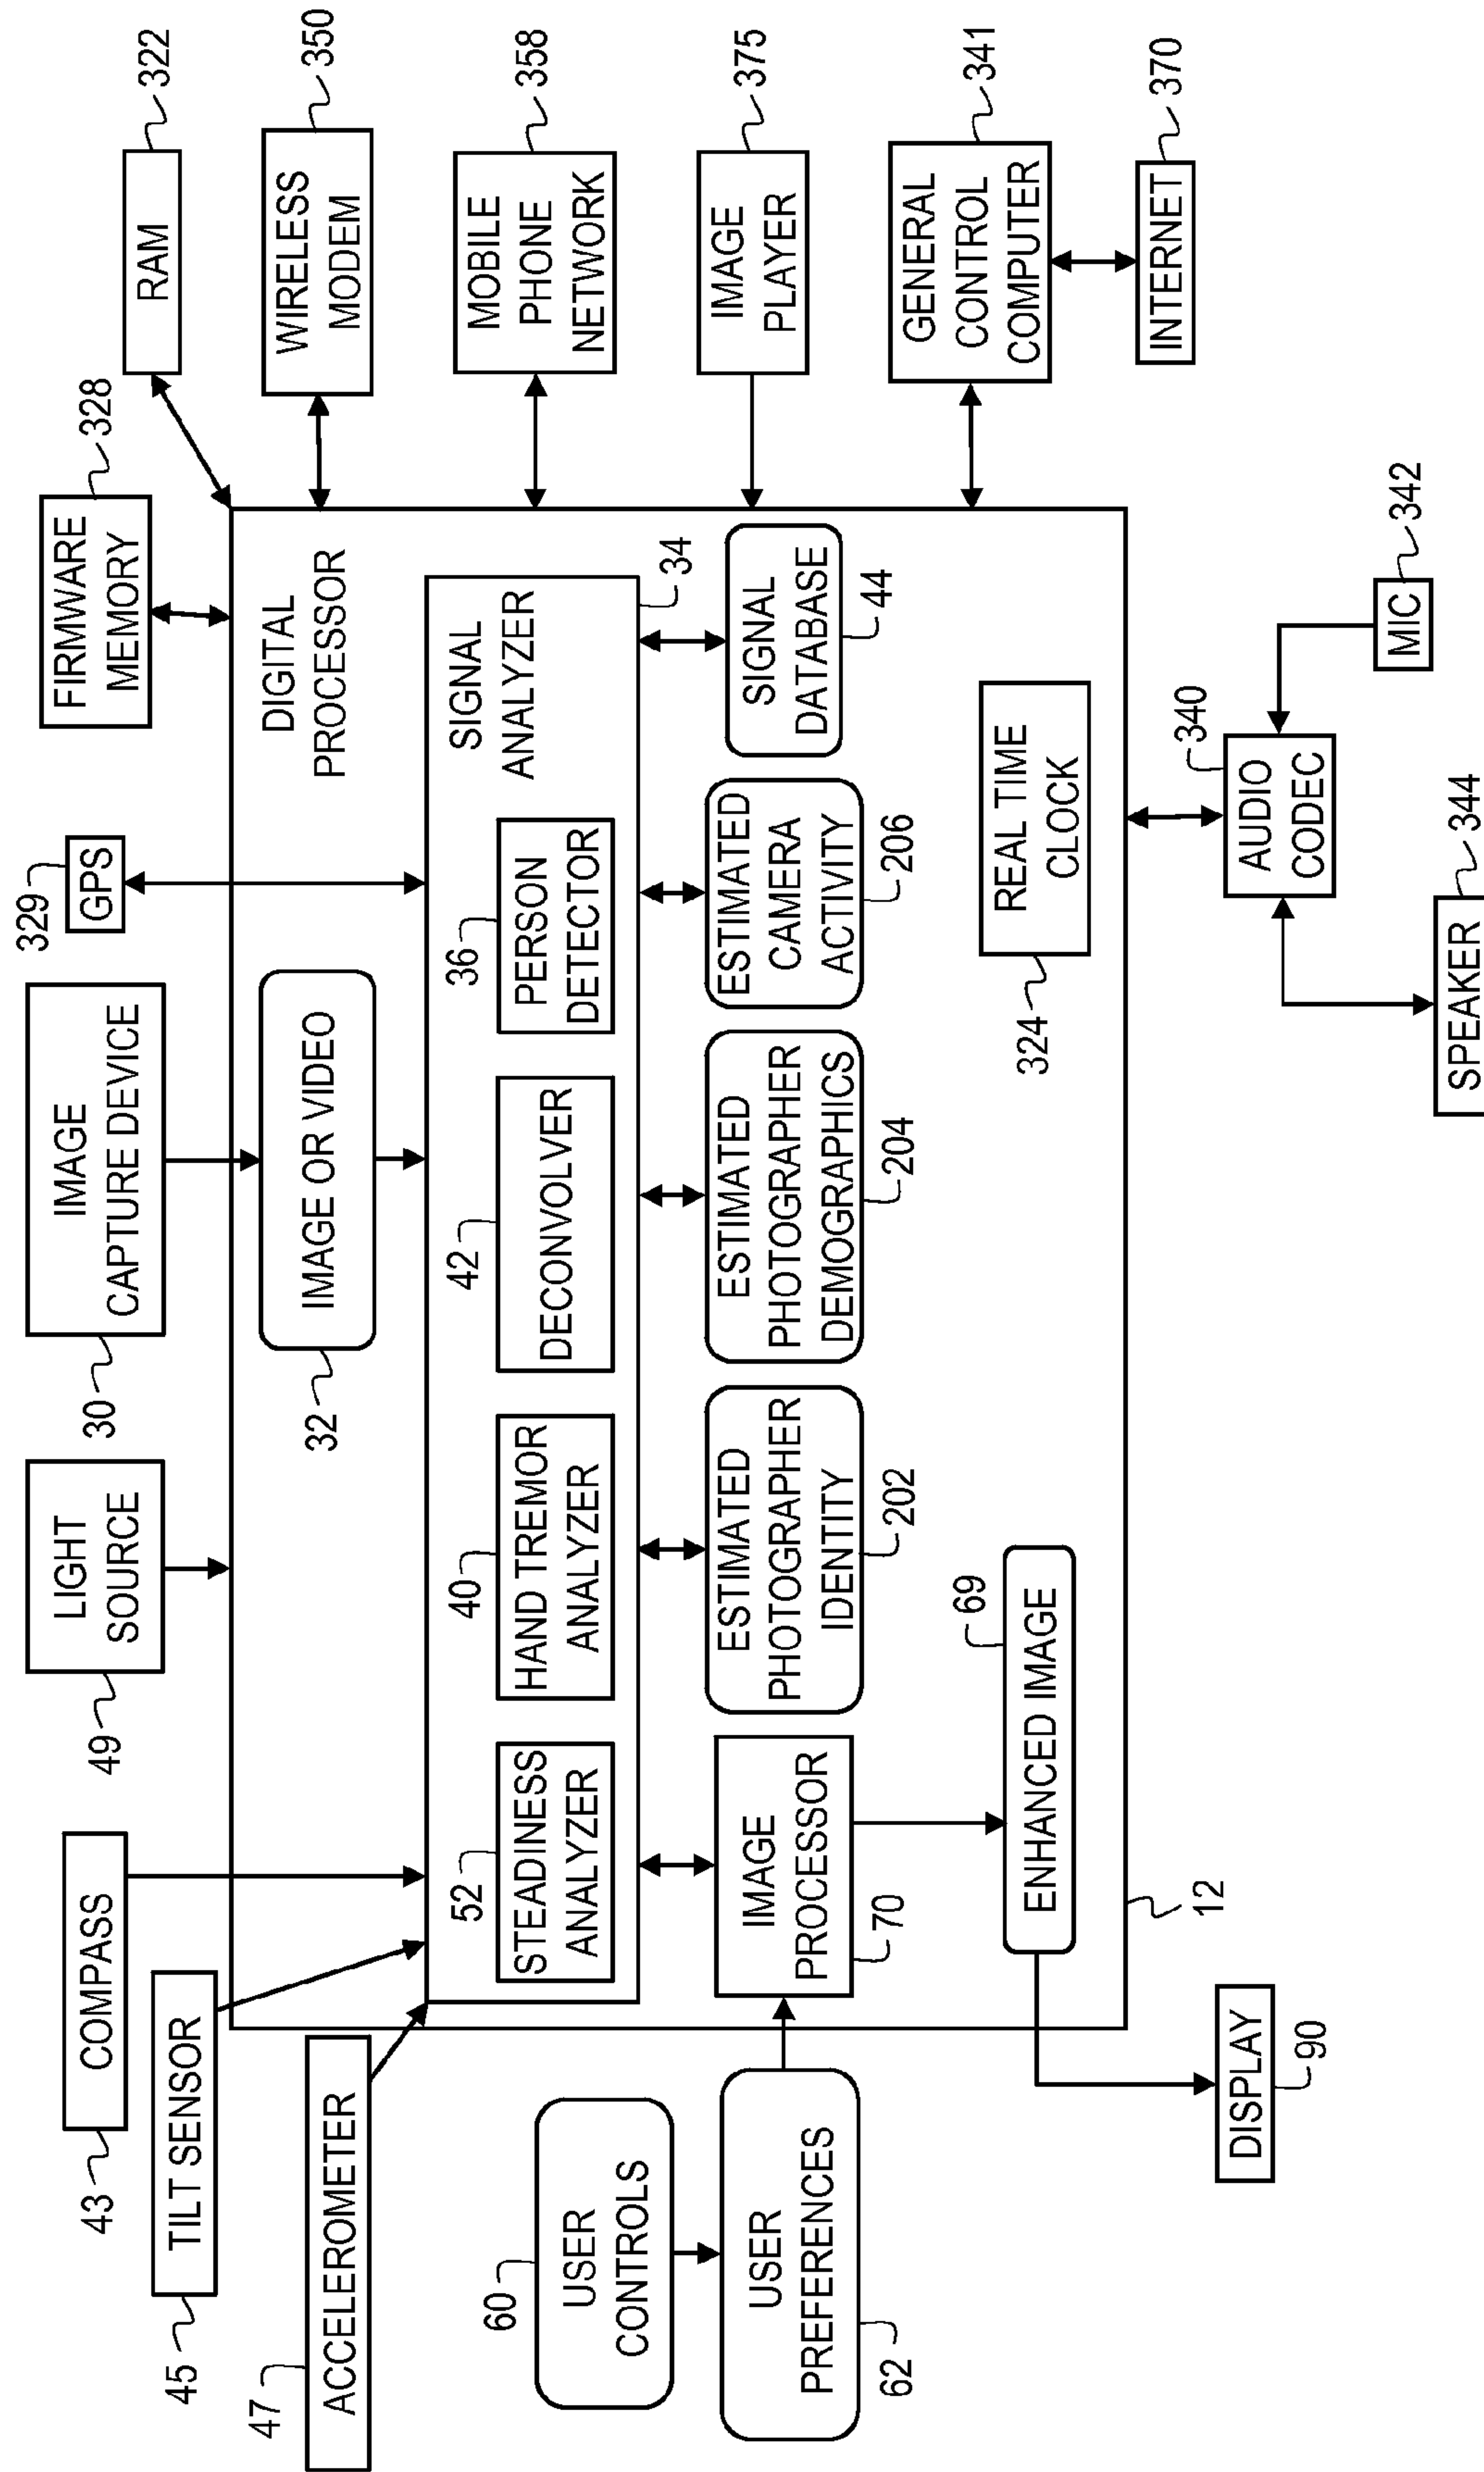 43
COMPASS
45
TILT SENSOR
47
ACCELEROMETER
49
LIGHT
SOURCE
30
IMAGE
CAPTURE DEVICE
329
GPS
FIRMWARE
MEMORY
328
RAM
322
DIGITAL
PROCESSOR
IMAGE OR VIDEO
32
WIRELESS
MODEM
350
SIGNAL
ANALYZER
34
52
STEADINESS
ANALYZER
40
HAND TREMOR
ANALYZER
42
DECONVOLVER
36
PERSON
DETECTOR
MOBILE
PHONE
NETWORK
358
60
USER
CONTROLS
USER
PREFERENCES
62
IMAGE
PROCESSOR
70
ESTIMATED
PHOTOGRAPHER
IDENTITY
202
ESTIMATED
PHOTOGRAPHER
DEMOGRAPHICS
204
ESTIMATED
CAMERA
ACTIVITY
206
SIGNAL
DATABASE
44
IMAGE
PLAYER
375
ENHANCED IMAGE
69
324
REAL TIME
CLOCK
GENERAL
CONTROL
COMPUTER
341
12
INTERNET
370
DISPLAY
90
AUDIO
CODEC
340
MIC
342
SPEAKER
344